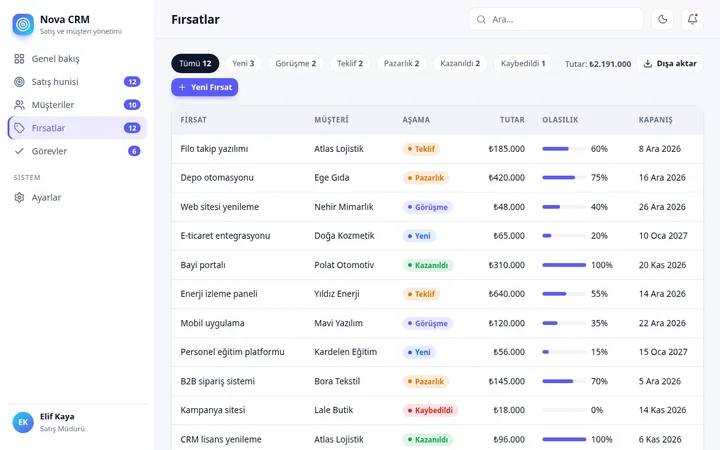 Nova CRM
Satış ve müşteri yönetimi
Genel bakış
Satış hunisi 12
Müşteriler 10
Fırsatlar 12
Görevler 6
SİSTEM
Ayarlar
EK
Elif Kaya
Satış Müdürü
Fırsatlar
Ara...
Tümü 12 Yeni 3 Görüşme 2 Teklif 2 Pazarlık 2 Kazanıldı 2 Kaybedildi 1 Tutar: ₺2.191.000 Dışa aktar
+ Yeni Fırsat
FIRSAT MÜŞTERİ AŞAMA TUTAR OLASILIK KAPANIŞ
Filo takip yazılımı Atlas Lojistik Teklif ₺185.000 60% 8 Ara 2026
Depo otomasyonu Ege Gıda Pazarlık ₺420.000 75% 16 Ara 2026
Web sitesi yenileme Nehir Mimarlık Görüşme ₺48.000 40% 26 Ara 2026
E-ticaret entegrasyonu Doğa Kozmetik Yeni ₺65.000 20% 10 Oca 2027
Bayi portalı Polat Otomotiv Kazanıldı ₺310.000 100% 20 Kas 2026
Enerji izleme paneli Yıldız Enerji Teklif ₺640.000 55% 14 Ara 2026
Mobil uygulama Mavi Yazılım Görüşme ₺120.000 35% 22 Ara 2026
Personel eğitim platformu Kardelen Eğitim Yeni ₺56.000 15% 15 Oca 2027
B2B sipariş sistemi Bora Tekstil Pazarlık ₺145.000 70% 5 Ara 2026
Kampanya sitesi Lale Butik Kaybedildi ₺18.000 0% 14 Kas 2026
CRM lisans yenileme Atlas Lojistik Kazanıldı ₺96.000 100% 6 Kas 2026